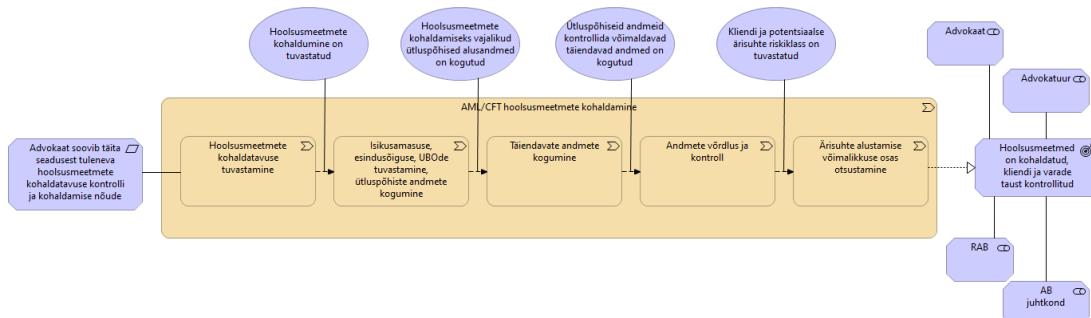 Hoolsusmeetmete
kohaldumine on
tuvastatud
Hoolsusmeetmete
kohaldamiseks vajalikud
ütluspõhised alusandmed
on kogutud
Ütluspõhiseid andmeid
kontrollida võimaldavad
täiendavad andmed on
kogutud
Kliendi ja potentsiaalse
ärisuhte riskiklass on
tuvastatud
Advokaat
Advokatuur
AML/CFT hoolsusmeetmete kohaldamine
Advokaat soovib täita
seadusest tuleneva
hoolsusmeetmete
kohaldatavuse kontrolli
ja kohaldamise nõude
Hoolsusmeetmete
kohaldatavuse
tuvastamine
Isikusamasuse,
esindusõiguse, UBOde
tuvastamine,
ütluspõhiste andmete
kogumine
Täiendavate andmete
kogumine
Andmete võrdlus ja
kontroll
Ärisuhte alustamise
võimalikkuse osas
otsustamine
Hoolsusmeetmed
on kohaldatud,
kliendi ja varade
taust kontrollitud
RAB
AB
juhtkond